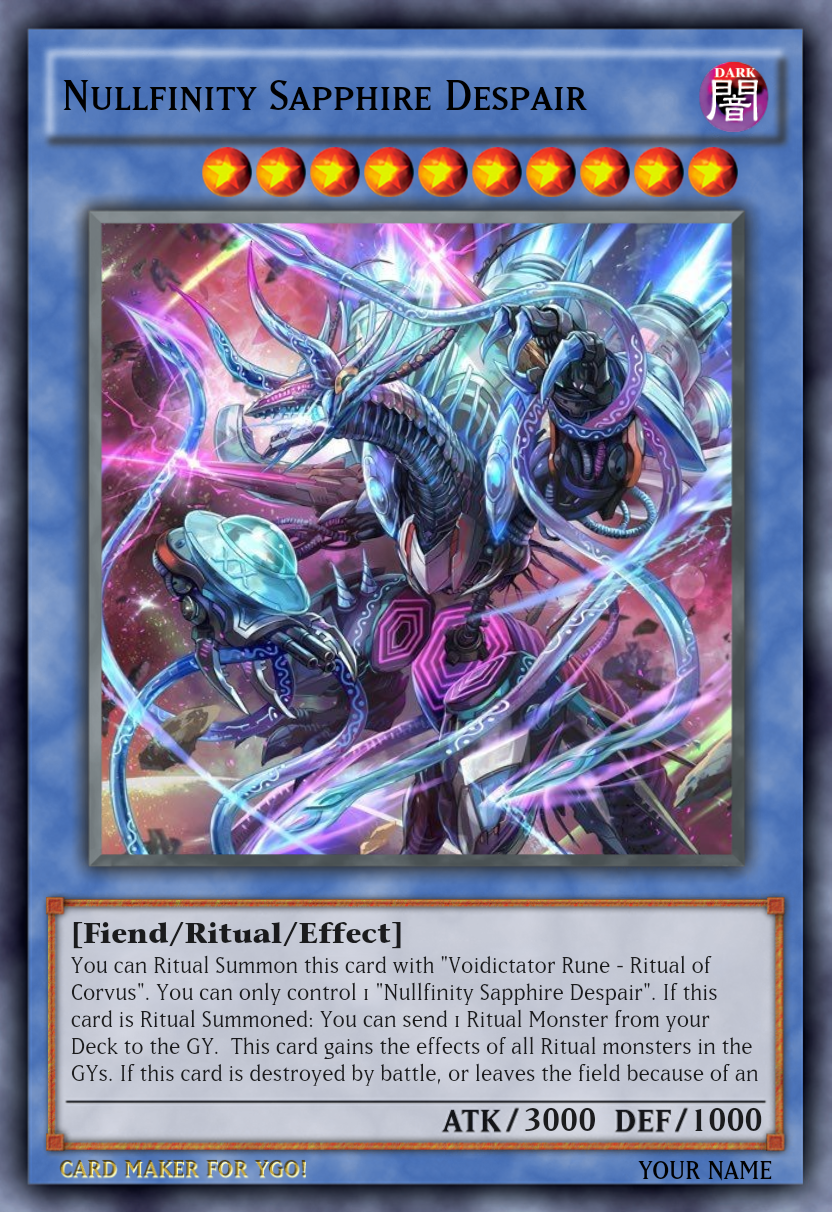 Nullfinity Sapphire Despair
DARK
闇
[Fiend/Ritual/Effect]
You can Ritual Summon this card with "Voidictator Rune - Ritual of
Corvus". You can only control 1 "Nullfinity Sapphire Despair". If this
card is Ritual Summoned: You can send 1 Ritual Monster from your
Deck to the GY.  This card gains the effects of all Ritual monsters in the
GYs. If this card is destroyed by battle, or leaves the field because of an
ATK/3000 DEF/1000
CARD MAKER FOR YGO! YOUR NAME